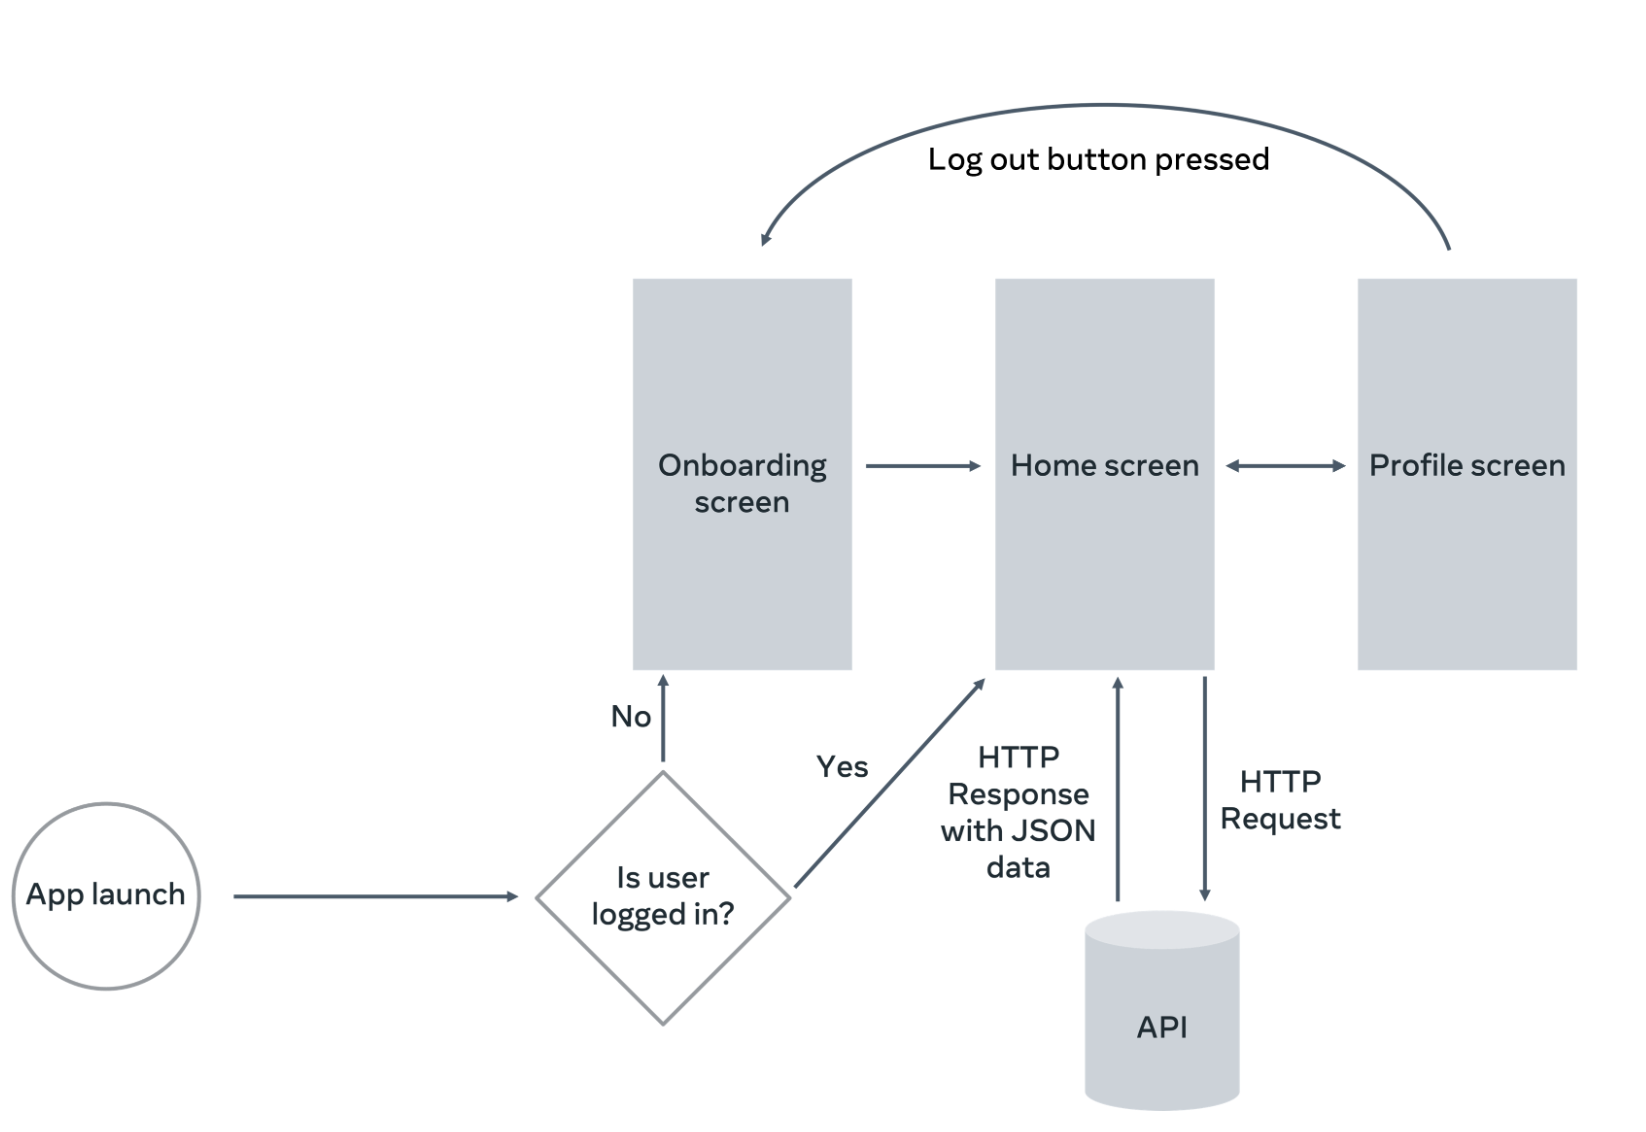 Log out button pressed
Onboarding
screen
Home screen
Profile screen
No
Yes
HTTP
Response
with JSON
data
HTTP
Request
App launch
Is user
logged in?
API